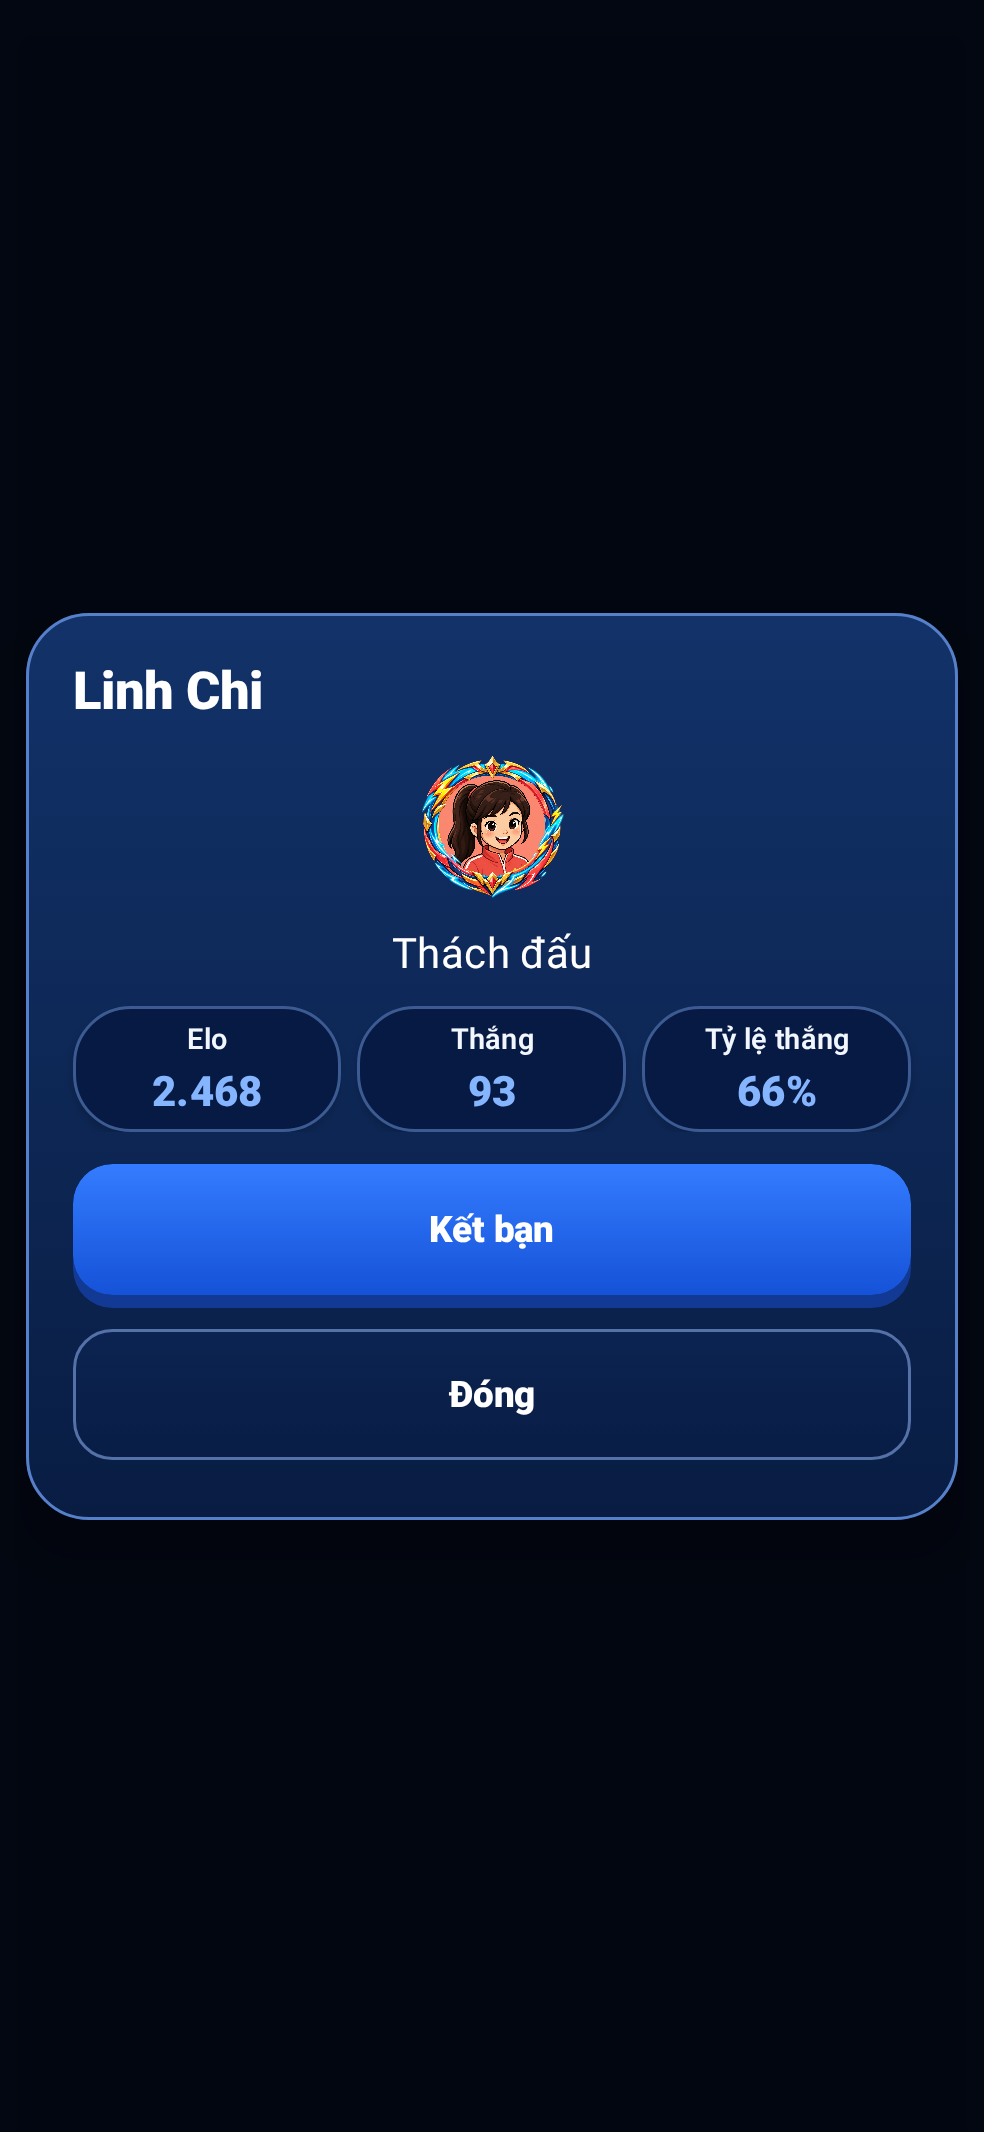 Linh Chi
Thách đấu
Elo
2.468
Thắng
93
Tỷ lệ thắng
66%
Kết bạn
Đóng